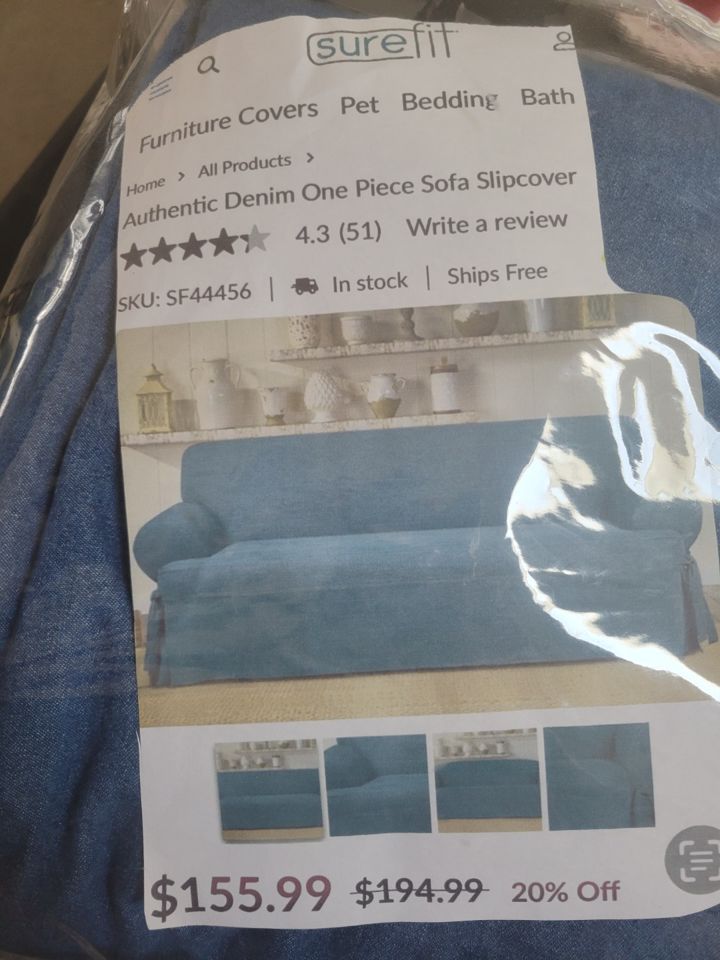 surefit
Furniture Covers Pet Bedding Bath
Home > All Products >
Authentic Denim One Piece Sofa Slipcover
4.3 (51) Write a review
SKU: SF44456 | In stock | Ships Free
$155.99 $194.99 20% Off